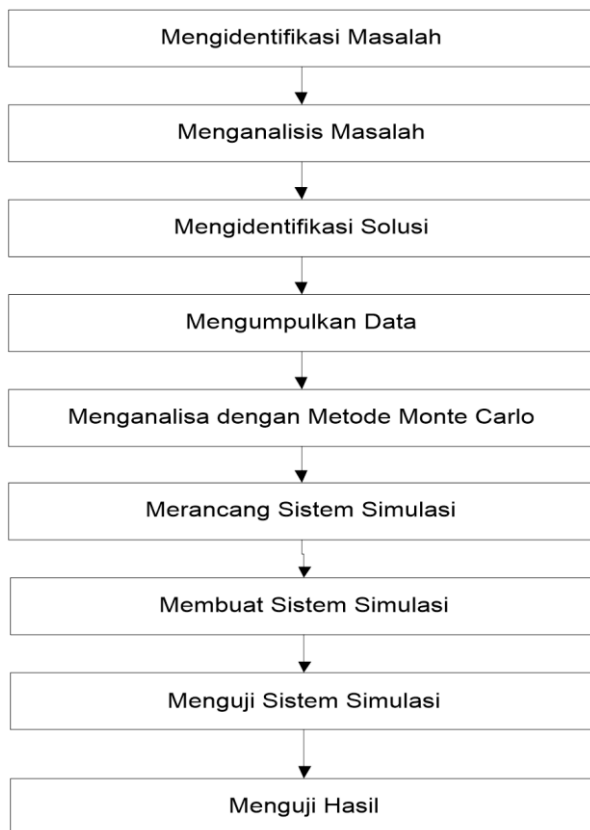 Mengidentifikasi Masalah
Menganalisis Masalah
Mengidentifikasi Solusi
Mengumpulkan Data
Menganalisa dengan Metode Monte Carlo
Merancang Sistem Simulasi
Membuat Sistem Simulasi
Menguji Sistem Simulasi
Menguji Hasil